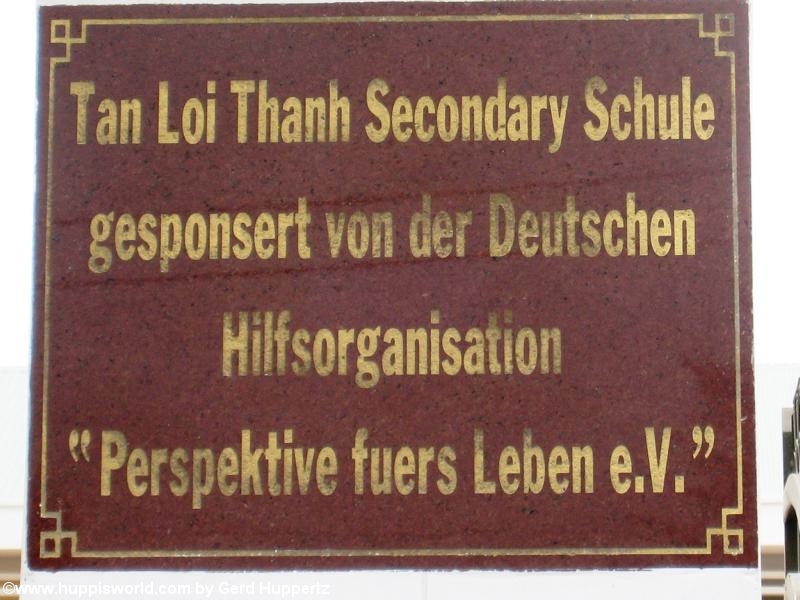 Tan Loi Thanh Secondary Schule
gesponsert von der Deutschen
Hilfsorganisation
“Perspektive fuers Leben e.V.”
©www.huppisworld.com by Gerd Huppertz